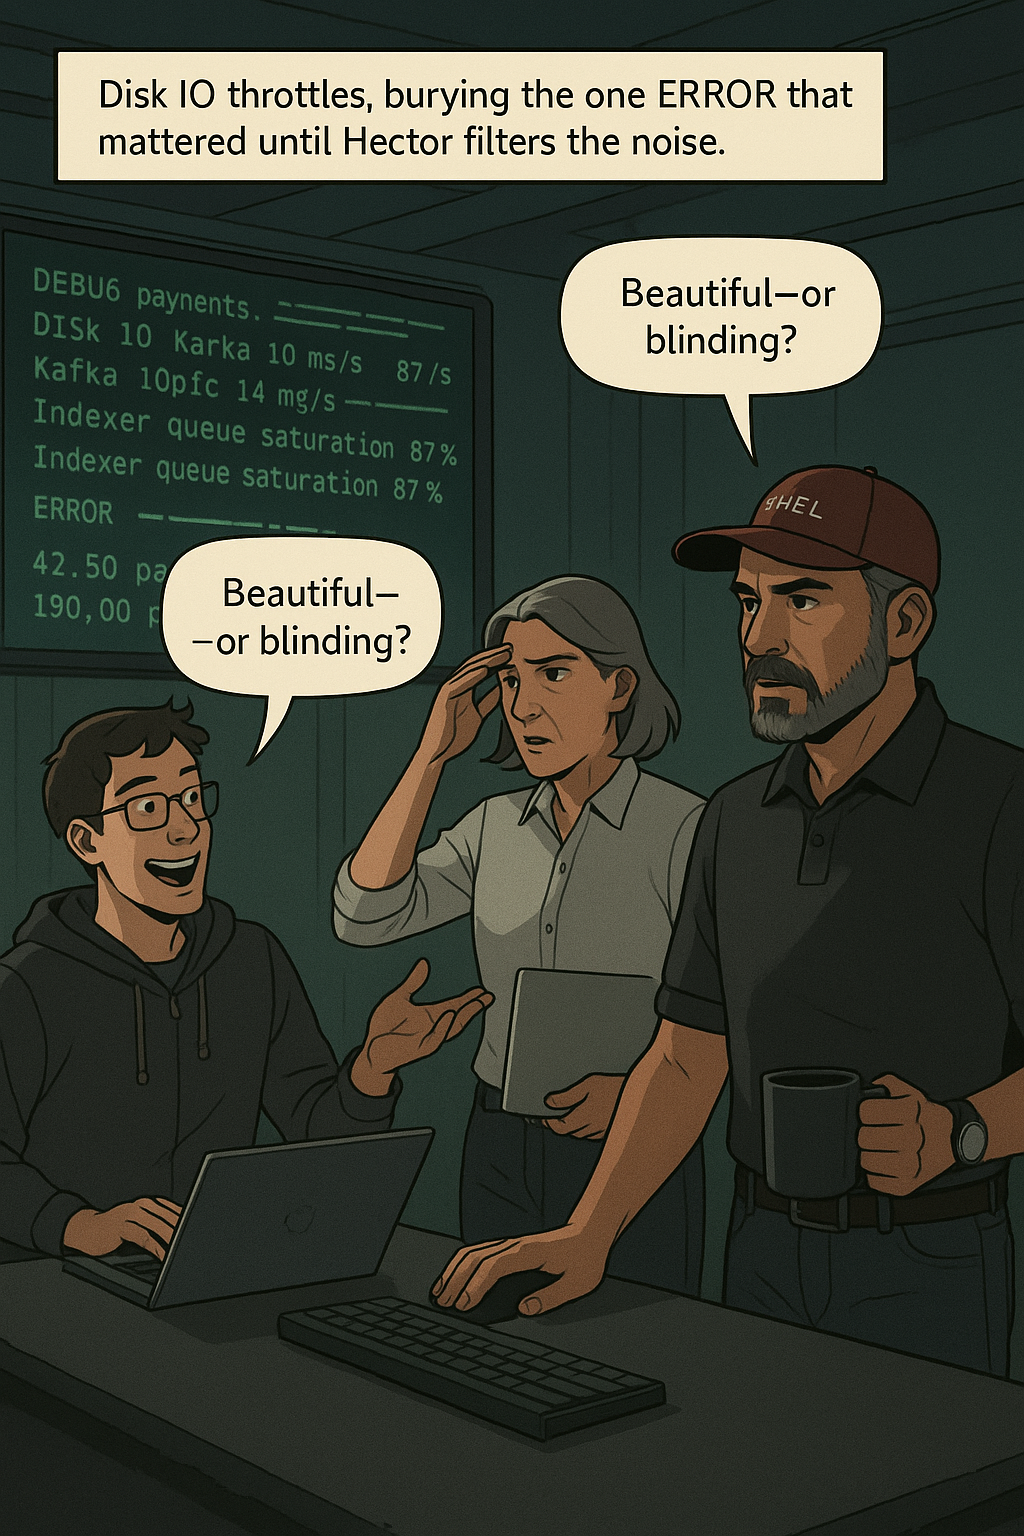 Disk IO throttles, burying the one ERROR that
mattered until Hector filters the noise.
Beautiful—or
blinding?
DEBU6 paynents.
DISk 10 Karka 10 ms/s 87/s
Kafka 10pfc 14 mg/s
Indexer queue saturation 87%
Indexer queue saturation 87%
ERROR
42.50 pa
190,00 p
Beautiful—
—or blinding?
HEL